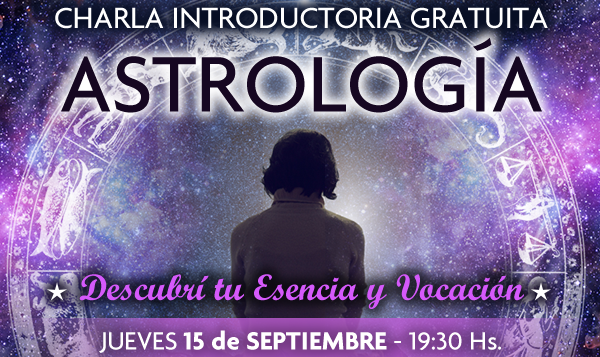 CHARLA INTRODUCTORIA GRATUITA
ASTROLOGÍA
Descubrí tu Esencia y Vocación
JUEVES 15 de SEPTIEMBRE - 19:30 Hs.